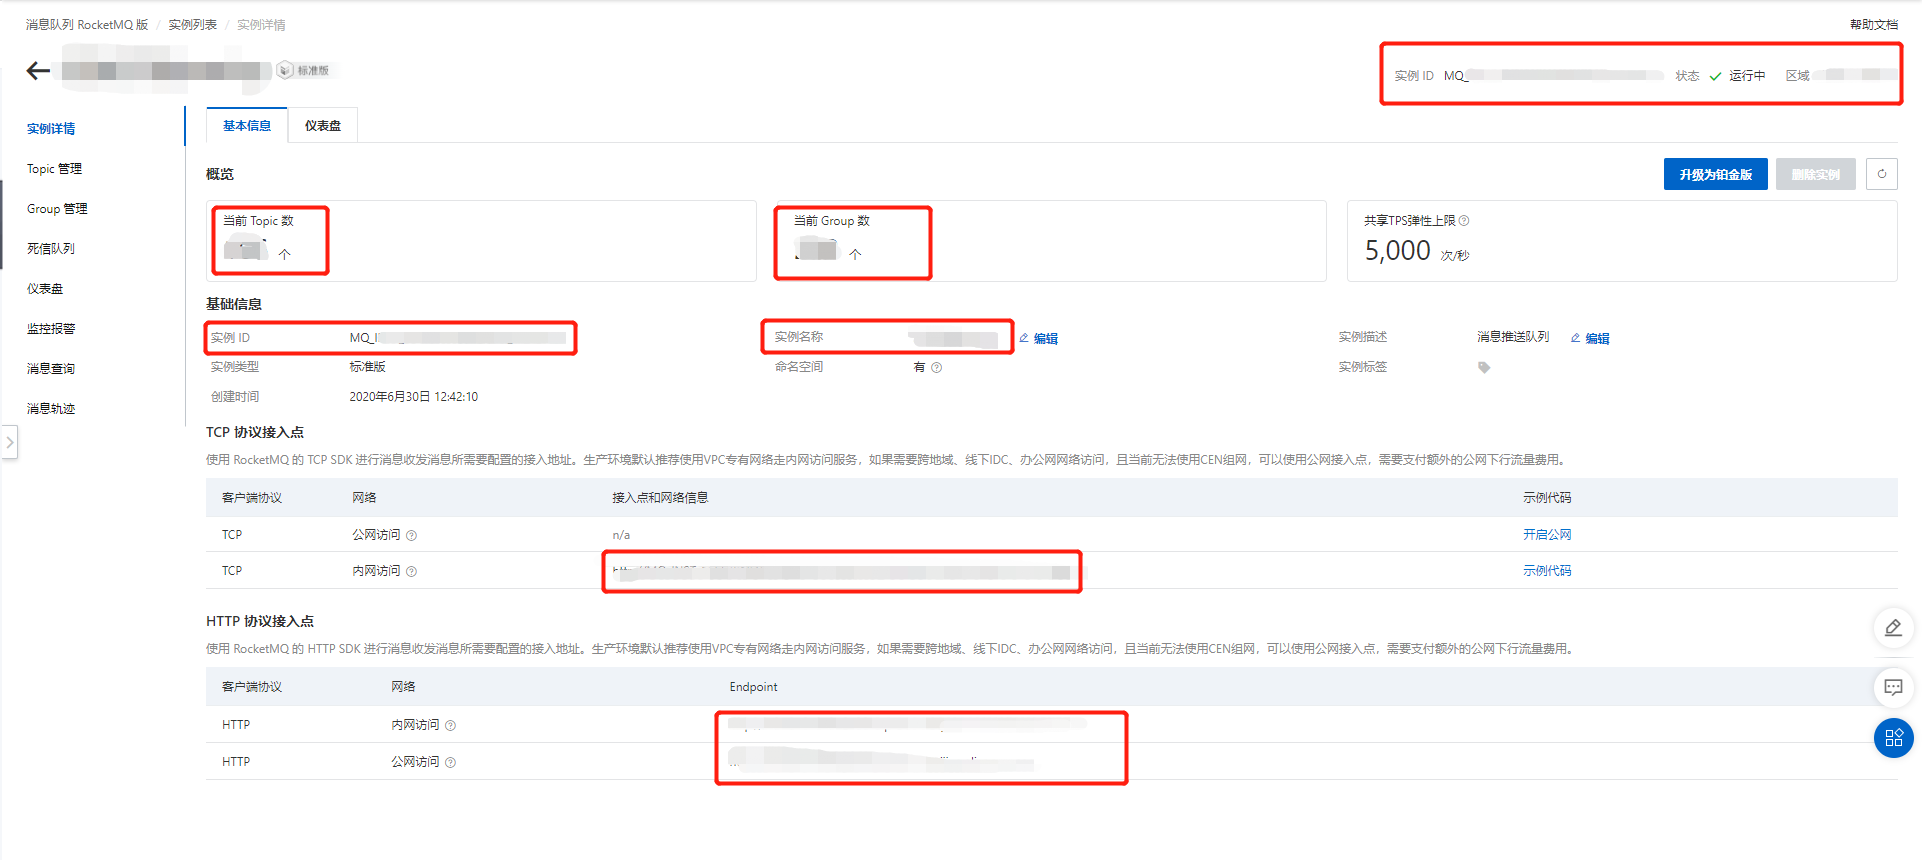 消息队列 RocketMQ 版 / 实例列表 / 实例详情
帮助文档
标准版
实例 ID MQ_ 状态 运行中 区域
实例详情
Topic 管理
Group 管理
死信队列
仪表盘
监控报警
消息查询
消息轨迹
基本信息 仪表盘
概览
升级为铂金版 删除实例
当前 Topic 数
个
当前 Group 数
个
共享TPS弹性上限
5,000 次/秒
基础信息
实例 ID MQ_I
实例名称 编辑
实例描述 消息推送队列 编辑
实例类型 标准版
命名空间 有
实例标签
创建时间 2020年6月30日 12:42:10
TCP 协议接入点
使用 RocketMQ 的 TCP SDK 进行消息收发消息所需要配置的接入地址。生产环境默认推荐使用VPC专有网络走内网访问服务，如果需要跨地域、线下IDC、办公网网络访问，且当前无法使用CEN组网，可以使用公网接入点，需要支付额外的公网下行流量费用。
客户端协议 网络 接入点和网络信息 示例代码
TCP 公网访问 n/a 开启公网
TCP 内网访问 示例代码
HTTP 协议接入点
使用 RocketMQ 的 HTTP SDK 进行消息收发消息所需要配置的接入地址。生产环境默认推荐使用VPC专有网络走内网访问服务，如果需要跨地域、线下IDC、办公网网络访问，且当前无法使用CEN组网，可以使用公网接入点，需要支付额外的公网下行流量费用。
客户端协议 网络 Endpoint
HTTP 内网访问
HTTP 公网访问